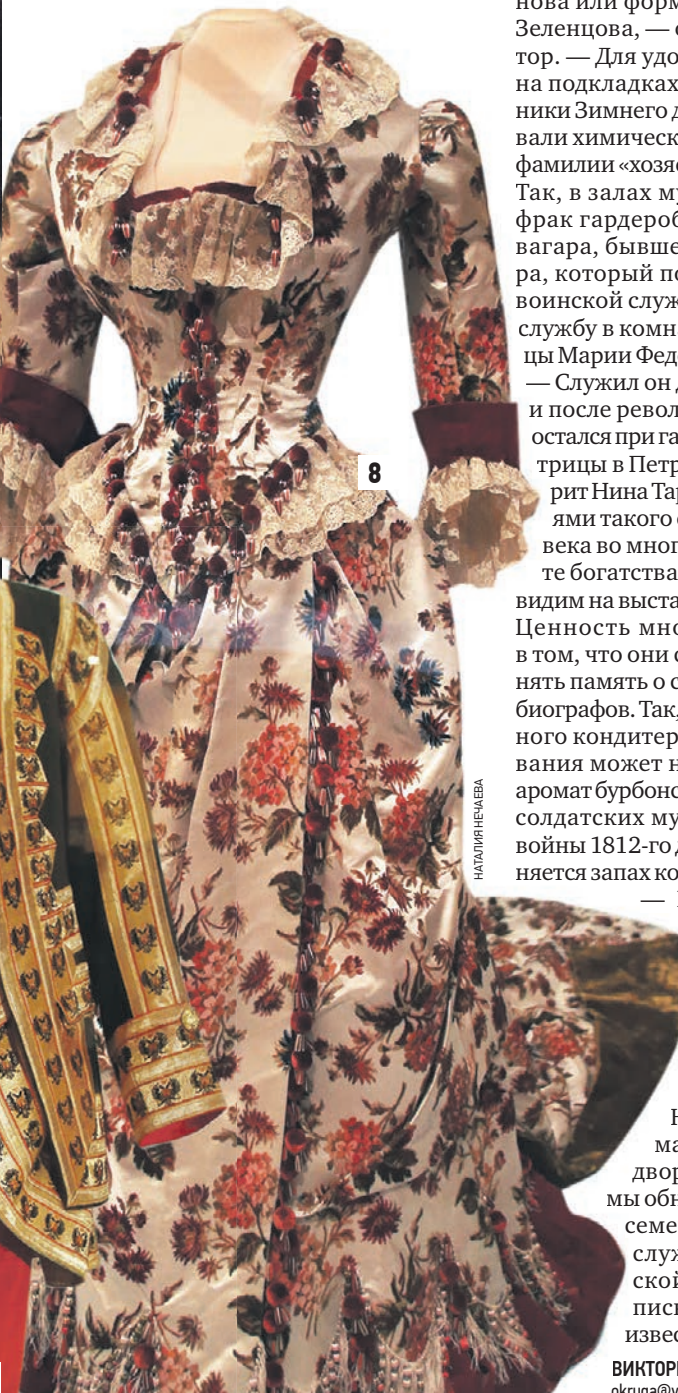 нова или форм
Зеленцова, — о
тор. — Для удо
на подкладках
ники Зимнего д
вали химическ
фамилии «хозяе
Так, в залах му
фрак гардероб
вагара, бывше
ра, который по
воинской служ
службу в комн
цы Марии Феде
— Служил он д
и после револ
остался при га
трицы в Петр
рит Нина Тар
ями такого о
века во мног
те богатства
видим на выста
Ценность мно
в том, что они с
нять память о с
биографов. Так,
ного кондитер
вания может н
аромат бурбонс
солдатских му
войны 1812-го д
няется запах ко
—
ма
двор
мы обн
семе
служ
ской
писн
извес
ВИКТОРИ
okruga@v
8
НАТАЛИЯ НЕЧАЕВА